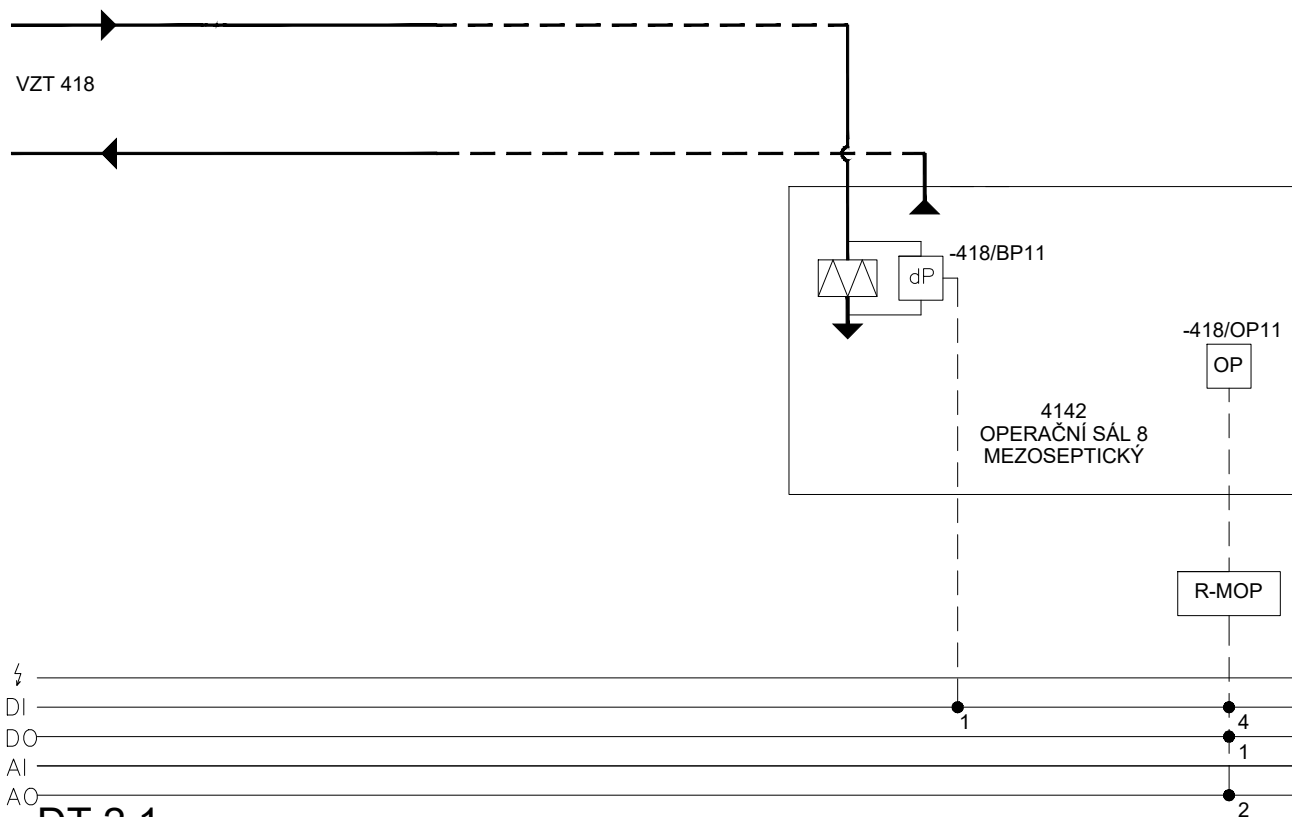 VZT 418
-418/BP11
dP
-418/OP11
OP
4142
OPERAČNÍ SÁL 8
MEZOSEPTICKÝ
R-MOP
DI
1
4
DO
1
AI
AO
2